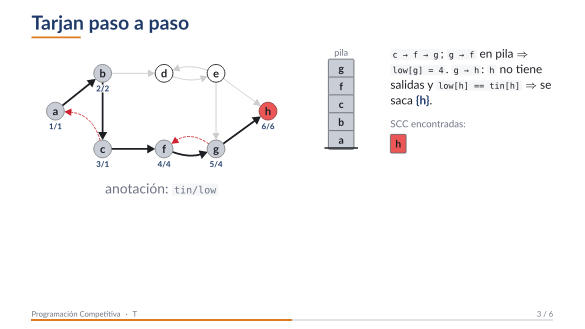 Tarjan paso a paso
b
2/2
d
e
a
1/1
h
6/6
c
3/1
f
4/4
g
5/4
anotación: tin/low
pila
g
f
c
b
a
c → f → g; g → f en pila ⇒
low[g] = 4. g → h: h no tiene
salidas y low[h] == tin[h] ⇒ se
saca {h}.
SCC encontradas:
h
Programación Competitiva · T
3 / 6